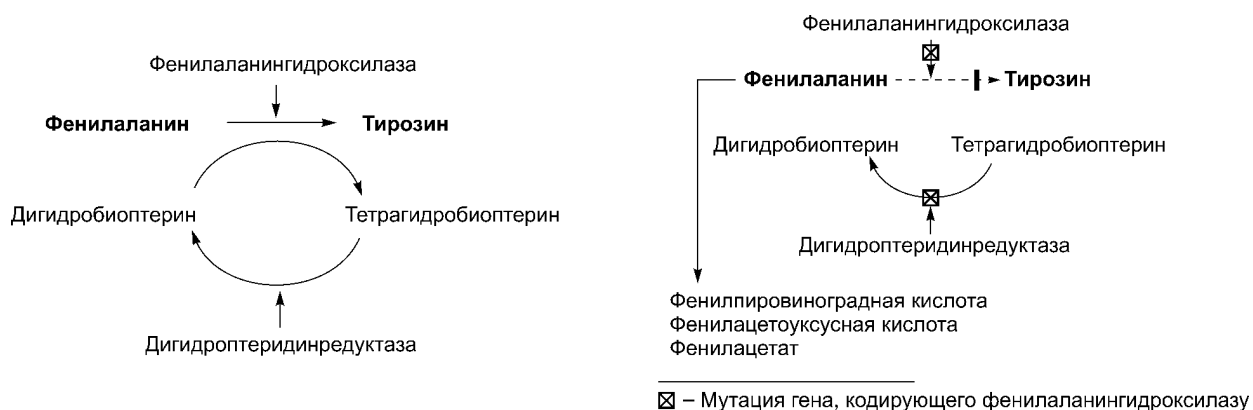 Фенилаланингидроксилаза
Фенилаланин
Тирозин
Дигидробиоптерин
Тетрагидробиоптерин
Дигидроптеридинредуктаза
Фенилаланингидроксилаза
Фенилаланин
Тирозин
Дигидробиоптерин
Тетрагидробиоптерин
Дигидроптеридинредуктаза
Фенилпировиноградная кислота
Фенилацетоуксусная кислота
Фенилацетат
– Мутация гена, кодирующего фенилаланингидроксилазу